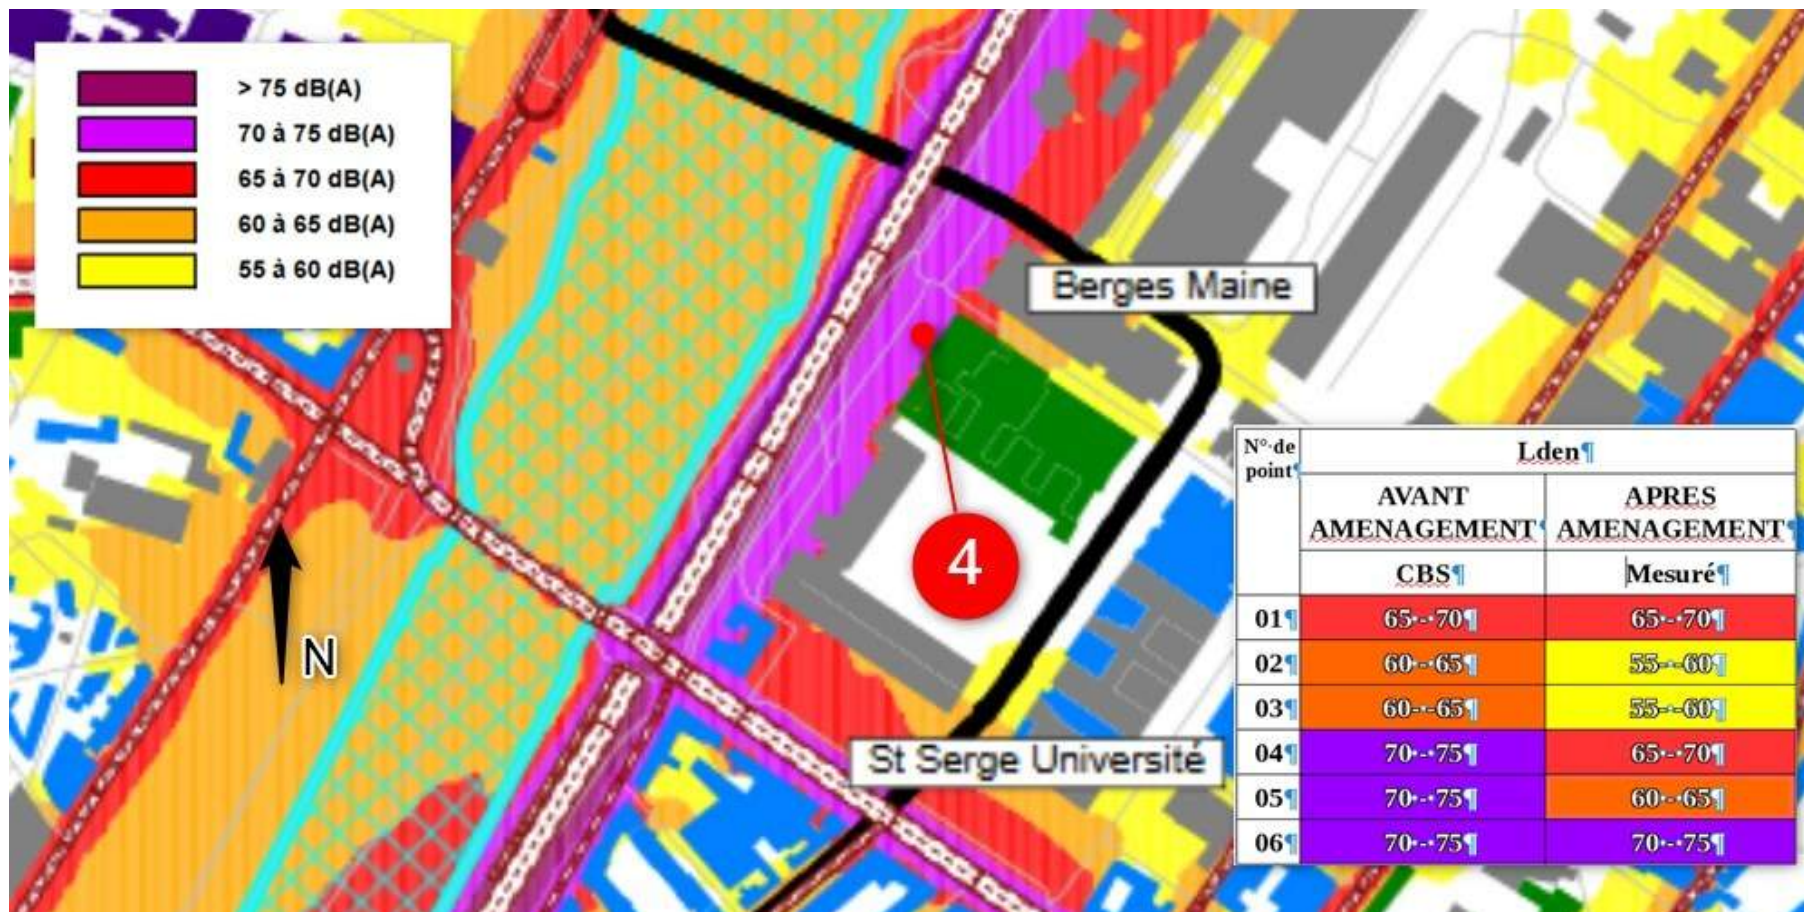 > 75 dB(A)
70 à 75 dB(A)
65 à 70 dB(A)
60 à 65 dB(A)
55 à 60 dB(A)
N
Berges Maine
4
St Serge Université
N°·de point¶ Lden¶
AVANT AMENAGEMENT¶ APRES AMENAGEMENT¶
CBS¶ Mesuré¶
01¶ 65·-·70¶ 65·-·70¶
02¶ 60·-·65¶ 55·-·60¶
03¶ 60·-·65¶ 55·-·60¶
04¶ 70·-·75¶ 65·-·70¶
05¶ 70·-·75¶ 60·-·65¶
06¶ 70·-·75¶ 70·-·75¶